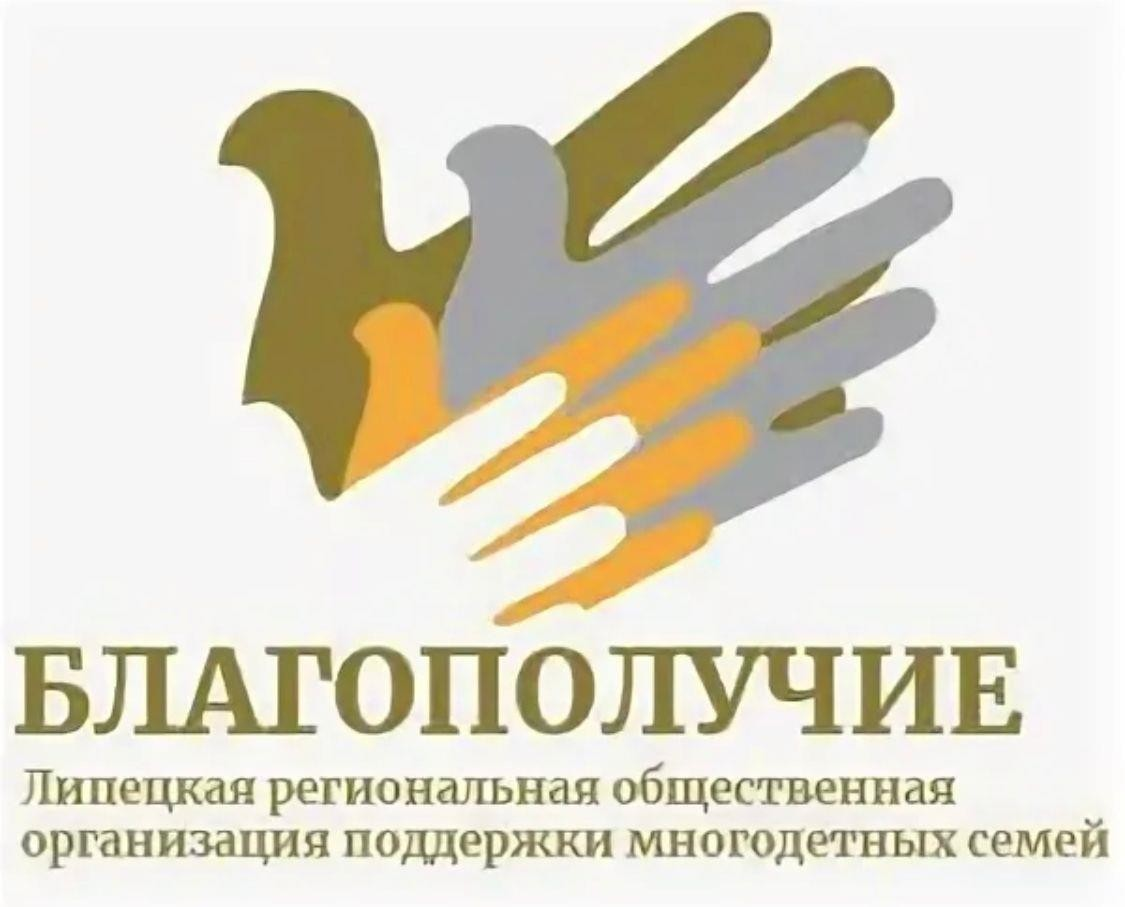 БЛАГОПОЛУЧИЕ
Липецкая региональная общественная
организация поддержки многодетных семей